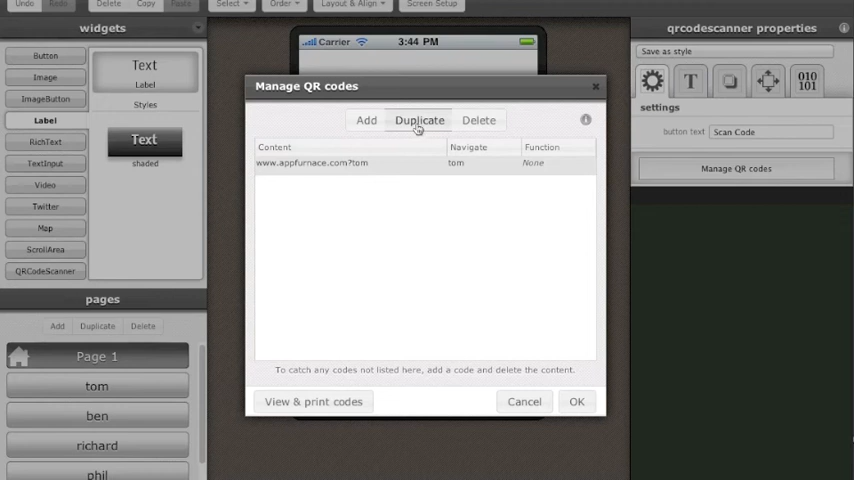 Undo Redo Delete Copy Paste Select Order Layout & Align Screen Setup
widgets
Button
Image
ImageButton
Label
RichText
TextInput
Video
Twitter
Map
ScrollArea
QRCodeScanner
Text
Label
Styles
Text
shaded
pages
Add Duplicate Delete
Page 1
tom
ben
richard
phil
Carrier 3:44 PM
Manage QR codes
Add Duplicate Delete
Content Navigate Function
www.appfurnace.com?tom tom None
To catch any codes not listed here, add a code and delete the content.
View & print codes Cancel OK
qrcodescanner properties
Save as style
T 010
101
settings
button text Scan Code
Manage QR codes